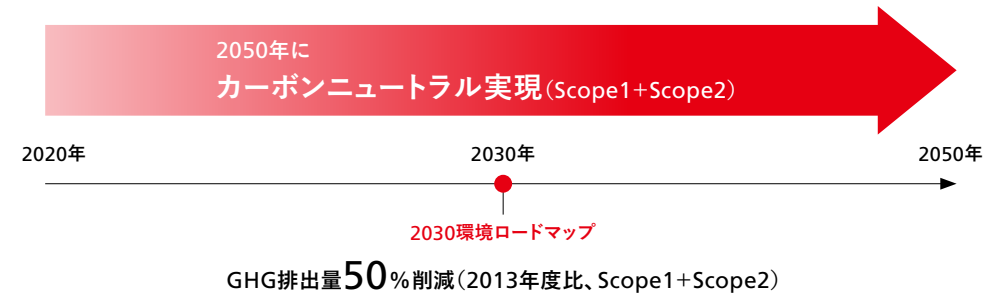 2050年に
カーボンニュートラル実現(Scope1+Scope2)
2020年 2030年 2050年
2030環境ロードマップ
GHG排出量50%削減(2013年度比、Scope1+Scope2)